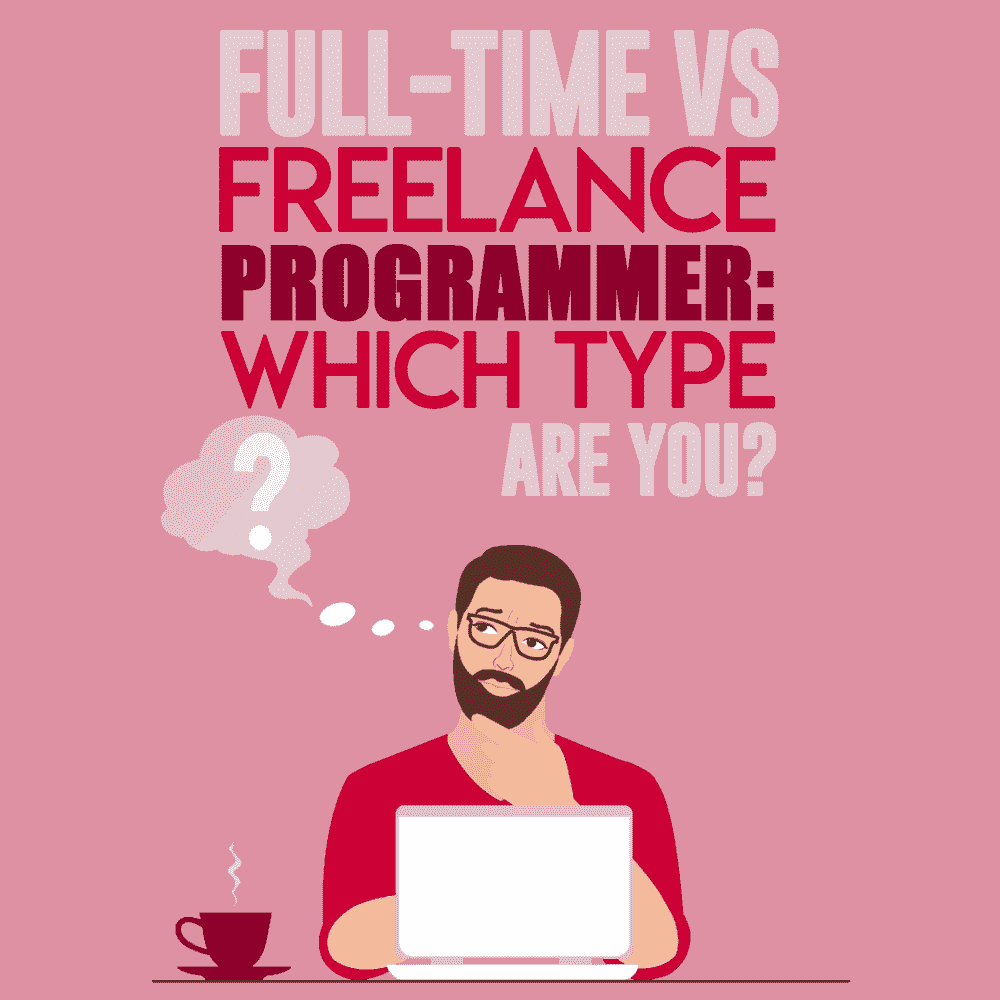 FULL-TIME VS
FREELANCE
PROGRAMMER:
WHICH TYPE
ARE YOU?
?